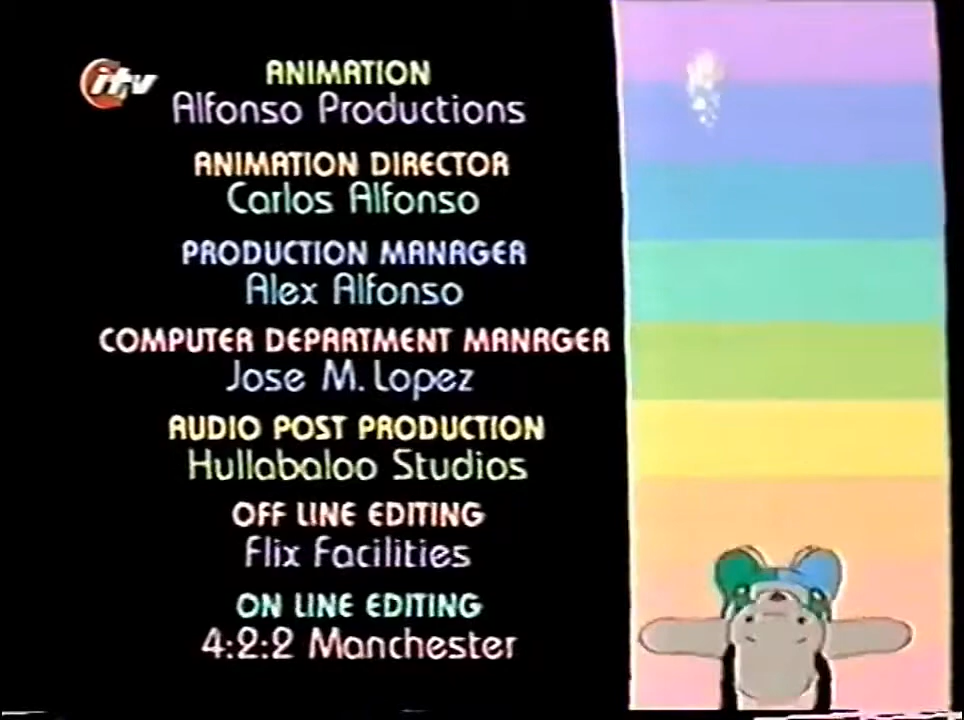 citv
ANIMATION
Alfonso Productions
ANIMATION DIRECTOR
Carlos Alfonso
PRODUCTION MANAGER
Alex Alfonso
COMPUTER DEPARTMENT MANAGER
Jose M. Lopez
AUDIO POST PRODUCTION
Hullabaloo Studios
OFF LINE EDITING
Flix Facilities
ON LINE EDITING
4:2:2 Manchester